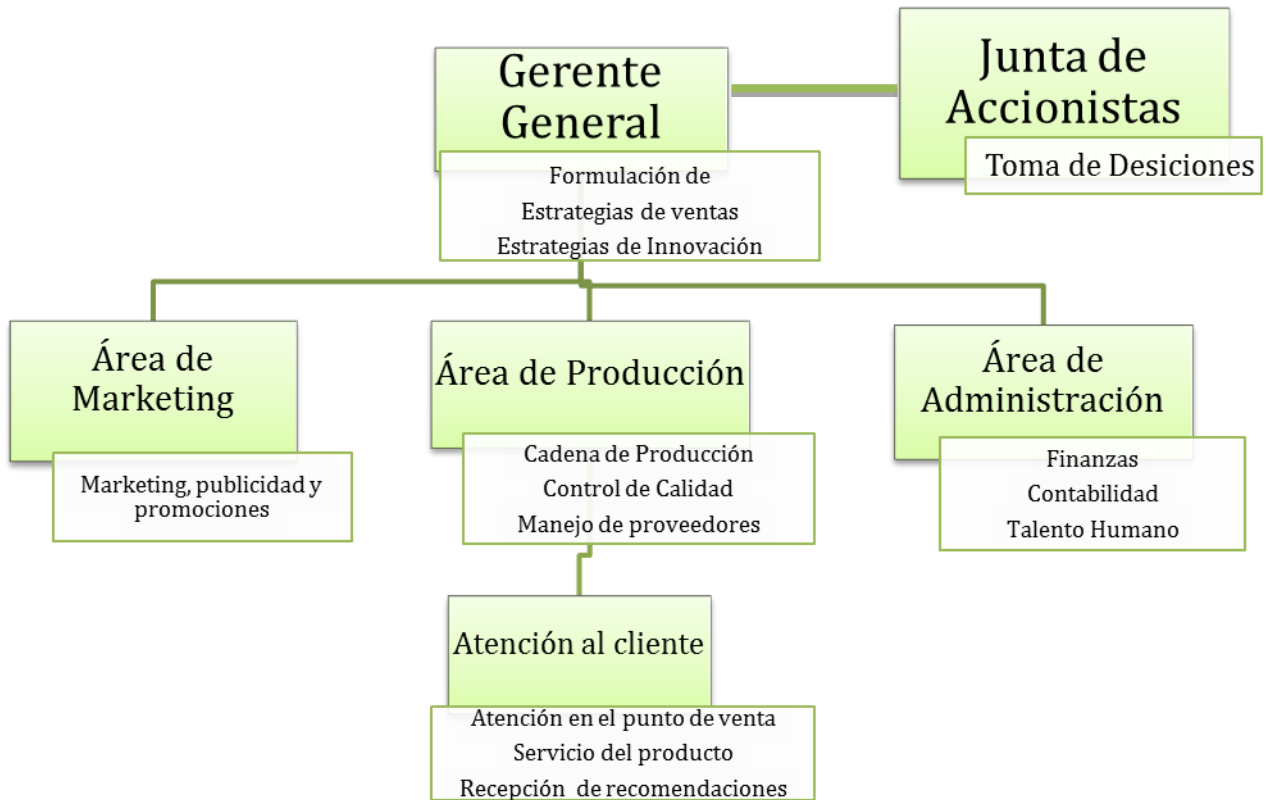 Gerente
General
Formulación de
Estrategias de ventas
Estrategias de Innovación
Junta de
Accionistas
Toma de Desiciones
Área de
Marketing
Marketing, publicidad y
promociones
Área de Producción
Cadena de Producción
Control de Calidad
Manejo de proveedores
Área de
Administración
Finanzas
Contabilidad
Talento Humano
Atención al cliente
Atención en el punto de venta
Servicio del producto
Recepción de recomendaciones